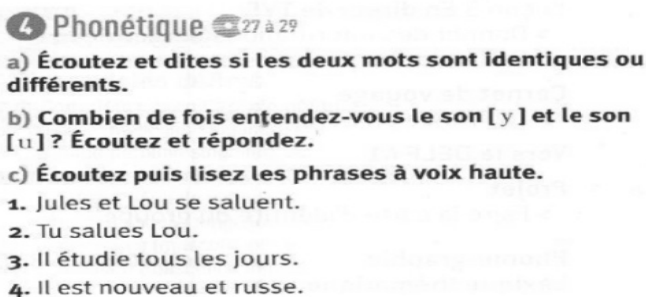 4 Phonétique 27 à 29
a) Écoutez et dites si les deux mots sont identiques ou
différents.
b) Combien de fois entendez-vous le son [y] et le son
[u] ? Écoutez et répondez.
c) Écoutez puis lisez les phrases à voix haute.
1. Jules et Lou se saluent.
2. Tu salues Lou.
3. Il étudie tous les jours.
4. Il est nouveau et russe.